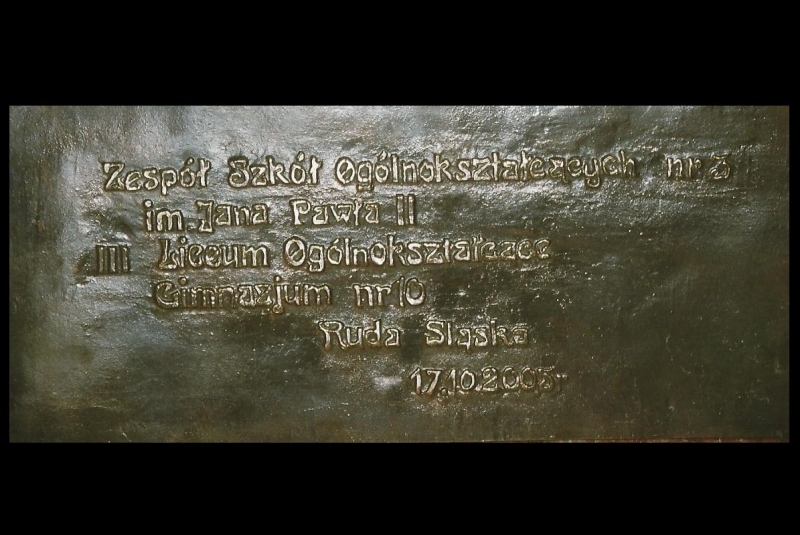 Zespół Szkół Ogólnokształcących nr 3
im. Jana Pawła II
III Liceum Ogólnokształcące
Gimnazjum nr 10
Ruda Śląska
17.10.2003r